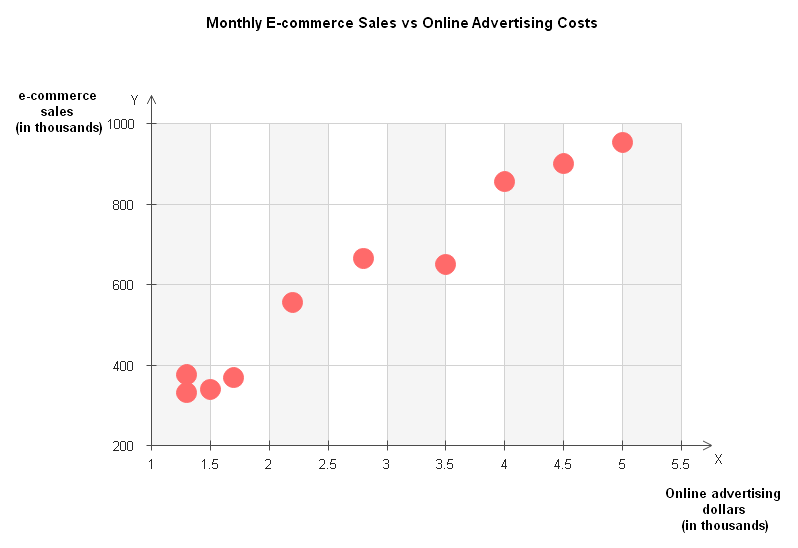 Monthly E-commerce Sales vs Online Advertising Costs
e-commerce
sales
(in thousands)
Y
1000
800
600
400
200
1 1.5 2 2.5 3 3.5 4 4.5 5 5.5
X
Online advertising
dollars
(in thousands)